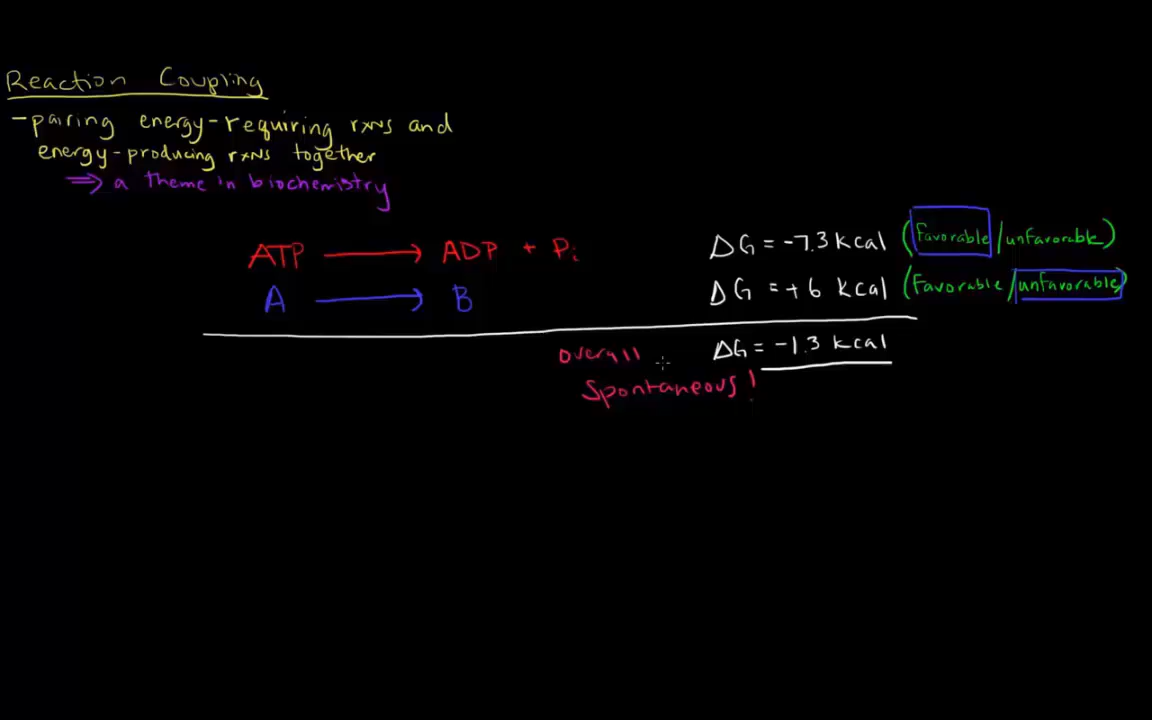 Reaction Coupling
- pairing energy-requiring rxns and
energy-producing rxns together
⇒ a theme in biochemistry
ATP → ADP + Pi ΔG = -7.3 kcal (favorable/unfavorable)
A → B ΔG = +6 kcal (favorable/unfavorable)
overall ΔG = -1.3 kcal
spontaneous!